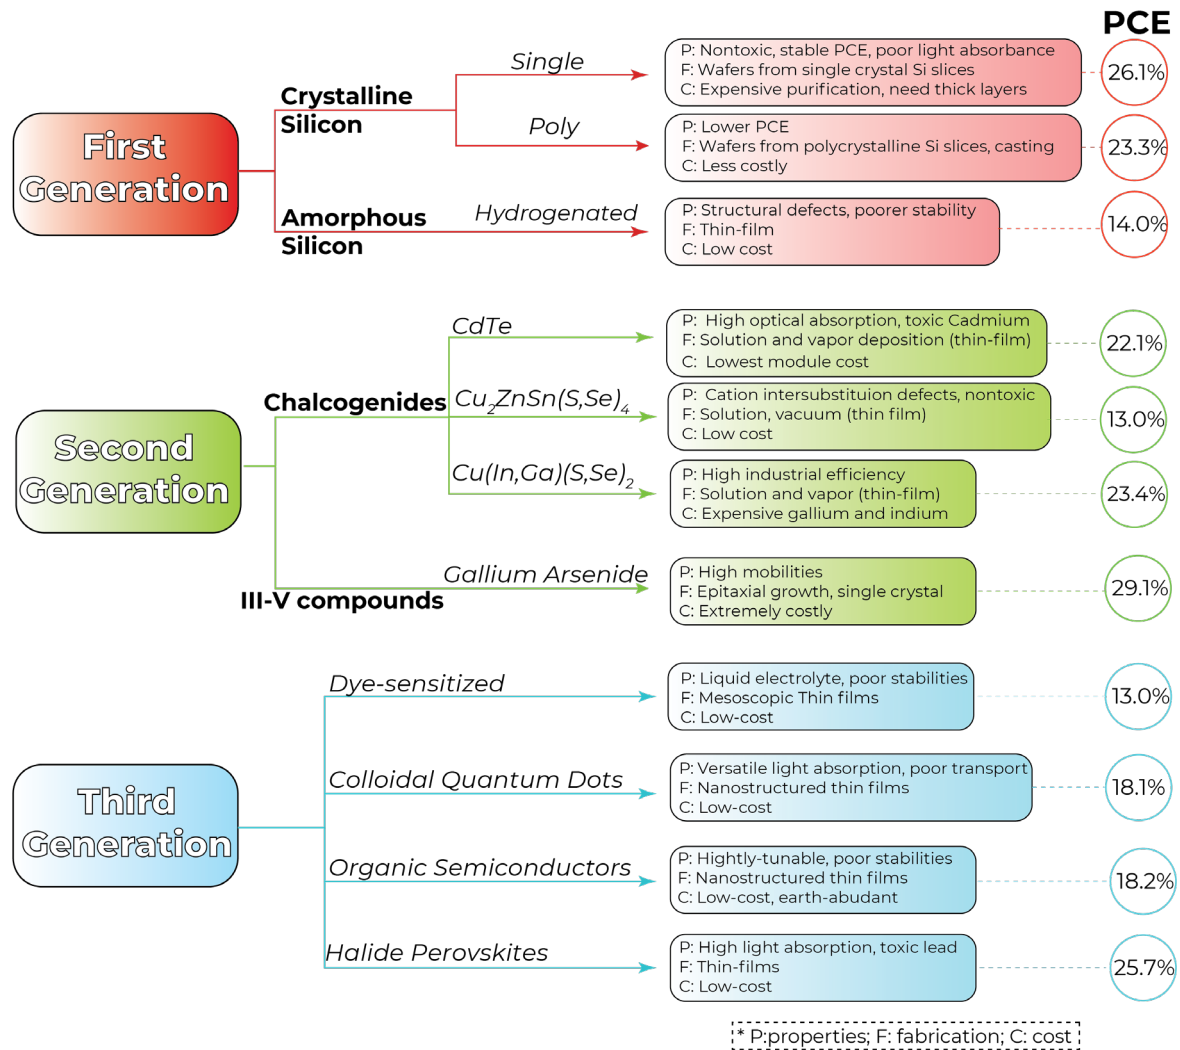 PCE
First
Generation
Crystalline
Silicon
Single
P: Nontoxic, stable PCE, poor light absorbance
F: Wafers from single crystal Si slices
C: Expensive purification, need thick layers
26.1%
Poly
P: Lower PCE
F: Wafers from polycrystalline Si slices, casting
C: Less costly
23.3%
Amorphous
Silicon
Hydrogenated
P: Structural defects, poorer stability
F: Thin-film
C: Low cost
14.0%
Second
Generation
Chalcogenides
CdTe
P: High optical absorption, toxic Cadmium
F: Solution and vapor deposition (thin-film)
C: Lowest module cost
22.1%
Cu₂ZnSn(S,Se)₄
P: Cation intersubstituion defects, nontoxic
F: Solution, vacuum (thin film)
C: Low cost
13.0%
Cu(In,Ga)(S,Se)₂
P: High industrial efficiency
F: Solution and vapor (thin-film)
C: Expensive gallium and indium
23.4%
III-V compounds
Gallium Arsenide
P: High mobilities
F: Epitaxial growth, single crystal
C: Extremely costly
29.1%
Third
Generation
Dye-sensitized
P: Liquid electrolyte, poor stabilities
F: Mesoscopic Thin films
C: Low-cost
13.0%
Colloidal Quantum Dots
P: Versatile light absorption, poor transport
F: Nanostructured thin films
C: Low-cost
18.1%
Organic Semiconductors
P: Hightly-tunable, poor stabilities
F: Nanostructured thin films
C: Low-cost, earth-abudant
18.2%
Halide Perovskites
P: High light absorption, toxic lead
F: Thin-films
C: Low-cost
25.7%
* P:properties; F: fabrication; C: cost